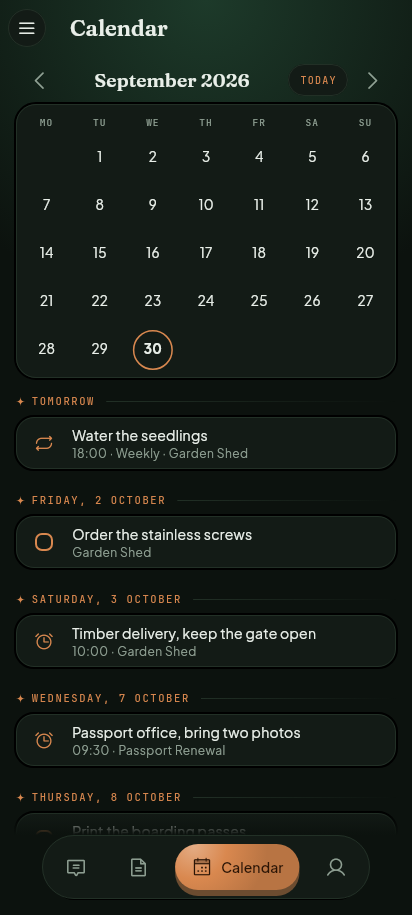 Calendar
September 2026
TODAY
MO TU WE TH FR SA SU
1 2 3 4 5 6
7 8 9 10 11 12 13
14 15 16 17 18 19 20
21 22 23 24 25 26 27
28 29 30
TOMORROW
Water the seedlings
18:00 · Weekly · Garden Shed
FRIDAY, 2 OCTOBER
Order the stainless screws
Garden Shed
SATURDAY, 3 OCTOBER
Timber delivery, keep the gate open
10:00 · Garden Shed
WEDNESDAY, 7 OCTOBER
Passport office, bring two photos
09:30 · Passport Renewal
THURSDAY, 8 OCTOBER
Print the boarding passes
Calendar